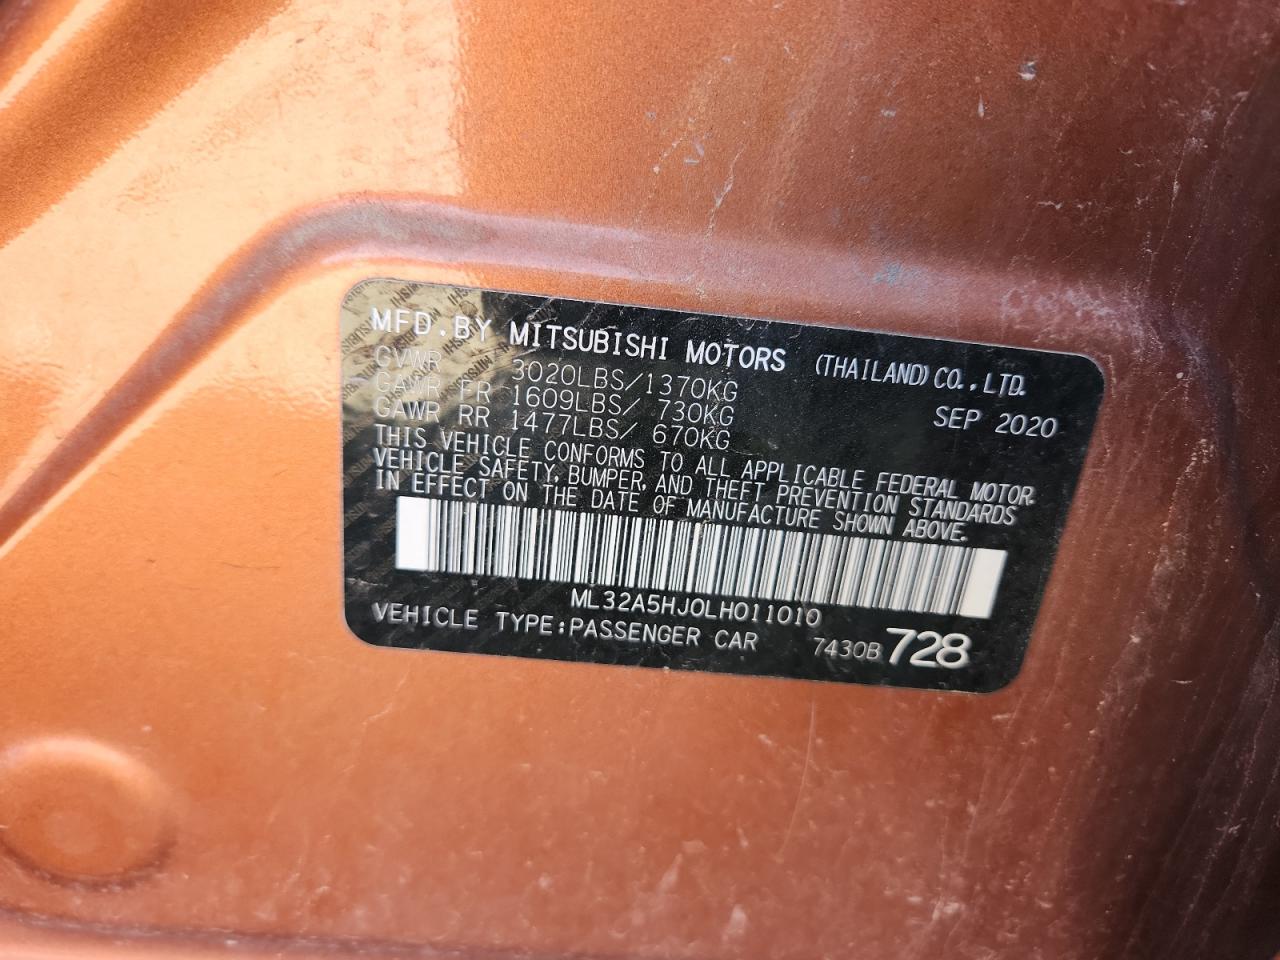 MFD.BY MITSUBISHI MOTORS (THAILAND) CO.,LTD.
GVWR 3020LBS/1370KG SEP 2020
GAWR FR 1609LBS/ 730KG
GAWR RR 1477LBS/ 670KG
THIS VEHICLE CONFORMS TO ALL APPLICABLE FEDERAL MOTOR
VEHICLE SAFETY, BUMPER, AND THEFT PREVENTION STANDARDS
IN EFFECT ON THE DATE OF MANUFACTURE SHOWN ABOVE.
ML32A5HJ0LH011010
VEHICLE TYPE:PASSENGER CAR 7430B 728